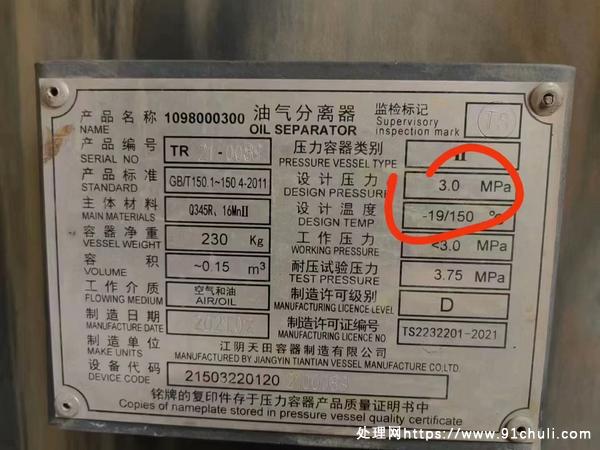 产品名称 1098000300 油气分离器 监检标记
NAME OIL SEPARATOR Supervisory inspection mark TS
产品编号 TR 21-0089 压力容器类别 II
SERIAL NO PRESSURE VESSEL TYPE
产品标准 GB/T150.1~150 4-2011 设计压力 3.0 MPa
STANDARD DESIGN PRESSURE
主体材料 Q345R、16MnII 设计温度 -19/150 ℃
MAIN MATERIALS DESIGN TEMP
容器净重 230 Kg 工作压力 <3.0 MPa
VESSEL WEIGHT WORKING PRESSURE
容积 ~0.15 m³ 耐压试验压力 3.75 MPa
VOLUME TEST PRESSURE
工作介质 空气和油 制造许可级别 D
FLOWING MEDIUM AIR/OIL MANUFACTURING LICENCE LEVEL
制造日期 制造许可证编号 TS2232201-2021
MANUFACTURE DATE MANUFACTURING LICENCE NO
制造单位 江阴天田容器制造有限公司
MAKE UNITS MANUFACTURED BY JIANGYIN TIANTIAN VESSEL MANUFACTURE CO.LTD.
设备代码 21503220120
DEVICE CODE
铭牌的复印件存于压力容器产品质量证明书中
Copies of nameplate stored in pressure vessel quality certificate
处理网https://www.91chuli.com/